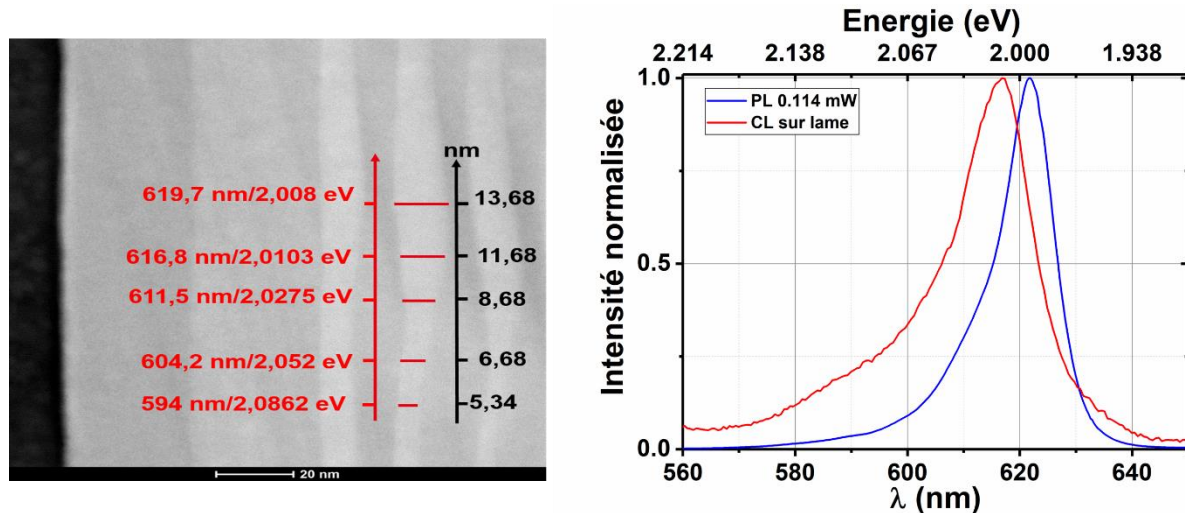 nm
619,7 nm/2,008 eV
13,68
616,8 nm/2,0103 eV
11,68
611,5 nm/2,0275 eV
8,68
604,2 nm/2,052 eV
6,68
594 nm/2,0862 eV
5,34
20 nm
Energie (eV)
2.214 2.138 2.067 2.000 1.938
1.0
PL 0.114 mW
CL sur lame
Intensité normalisée
0.5
0.0
560 580 600 620 640
λ (nm)